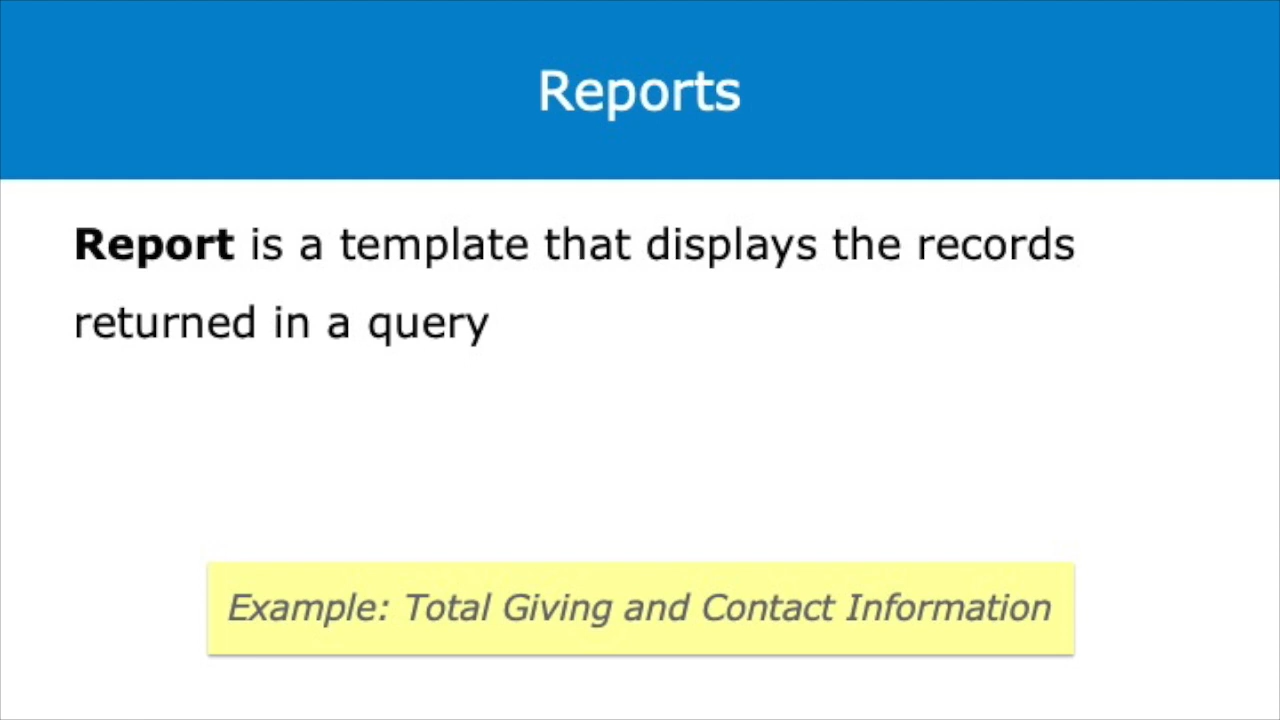 Reports
Report is a template that displays the records
returned in a query
Example: Total Giving and Contact Information